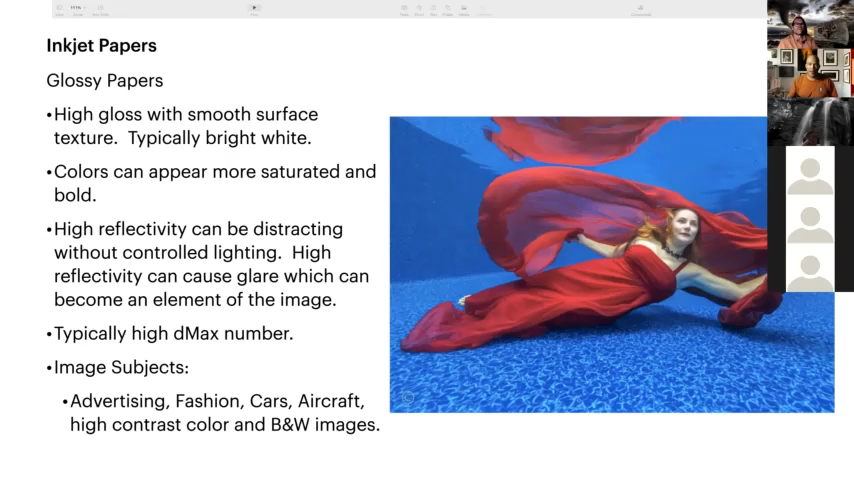 111%
Inkjet Papers
Glossy Papers
•High gloss with smooth surface
texture.  Typically bright white.
•Colors can appear more saturated and
bold.
•High reflectivity can be distracting
without controlled lighting.  High
reflectivity can cause glare which can
become an element of the image.
•Typically high dMax number.
•Image Subjects:
•Advertising, Fashion, Cars, Aircraft,
high contrast color and B&W images.
©